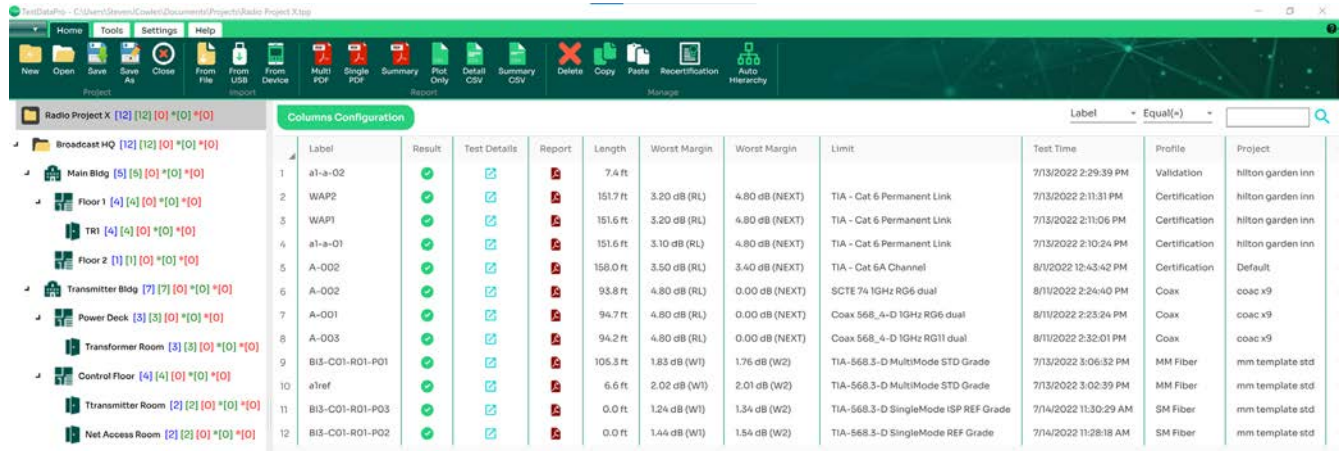 TestDataPro - C:\Users\StevenJCowles\Documents\Projects\Radio Project X.tpp
Home Tools Settings Help
New Open Save Save As Close From File From USB From Device Multi PDF Single PDF Summary Plot Only Detail CSV Summary CSV Delete Copy Paste Recertification Auto Hierarchy
Project Import Report Manage
Radio Project X [12] [12] [0] *[0] *[0]
Broadcast HQ [12] [12] [0] *[0] *[0]
Main Bldg [5] [5] [0] *[0] *[0]
Floor 1 [4] [4] [0] *[0] *[0]
TR1 [4] [4] [0] *[0] *[0]
Floor 2 [1] [1] [0] *[0] *[0]
Transmitter Bldg [7] [7] [0] *[0] *[0]
Power Deck [3] [3] [0] *[0] *[0]
Transformer Room [3] [3] [0] *[0] *[0]
Control Floor [4] [4] [0] *[0] *[0]
Ttransmitter Room [2] [2] [0] *[0] *[0]
Net Access Room [2] [2] [0] *[0] *[0]
Columns Configuration Label Equal(=)
Label Result Test Details Report Length Worst Margin Worst Margin Limit Test Time Profile Project
1 a1-a-02 7.4 ft 7/13/2022 2:29:39 PM Validation hilton garden inn
2 WAP2 151.7 ft 3.20 dB (RL) 4.80 dB (NEXT) TIA - Cat 6 Permanent Link 7/13/2022 2:11:31 PM Certification hilton garden inn
3 WAP1 151.6 ft 3.20 dB (RL) 4.80 dB (NEXT) TIA - Cat 6 Permanent Link 7/13/2022 2:11:06 PM Certification hilton garden inn
4 a1-a-01 151.6 ft 3.10 dB (RL) 4.80 dB (NEXT) TIA - Cat 6 Permanent Link 7/13/2022 2:10:24 PM Certification hilton garden inn
5 A-002 158.0 ft 3.50 dB (RL) 3.40 dB (NEXT) TIA - Cat 6A Channel 8/1/2022 12:43:42 PM Certification Default
6 A-002 93.8 ft 4.80 dB (RL) 0.00 dB (NEXT) SCTE 74 1GHz RG6 dual 8/11/2022 2:24:40 PM Coax coac x9
7 A-001 94.7 ft 4.80 dB (RL) 0.00 dB (NEXT) Coax 568_4-D 1GHz RG6 dual 8/11/2022 2:23:24 PM Coax coac x9
8 A-003 94.2 ft 4.80 dB (RL) 0.00 dB (NEXT) Coax 568_4-D 1GHz RG11 dual 8/11/2022 2:32:01 PM Coax coac x9
9 BI3-C01-R01-P01 105.3 ft 1.83 dB (W1) 1.76 dB (W2) TIA-568.3-D MultiMode STD Grade 7/13/2022 3:06:32 PM MM Fiber mm template std
10 a1ref 6.6 ft 2.02 dB (W1) 2.01 dB (W2) TIA-568.3-D MultiMode STD Grade 7/13/2022 3:02:39 PM MM Fiber mm template std
11 BI3-C01-R01-P03 0.0 ft 1.24 dB (W1) 1.34 dB (W2) TIA-568.3-D SingleMode ISP REF Grade 7/14/2022 11:30:29 AM SM Fiber mm template std
12 BI3-C01-R01-P02 0.0 ft 1.44 dB (W1) 1.54 dB (W2) TIA-568.3-D SingleMode REF Grade 7/14/2022 11:28:18 AM SM Fiber mm template std